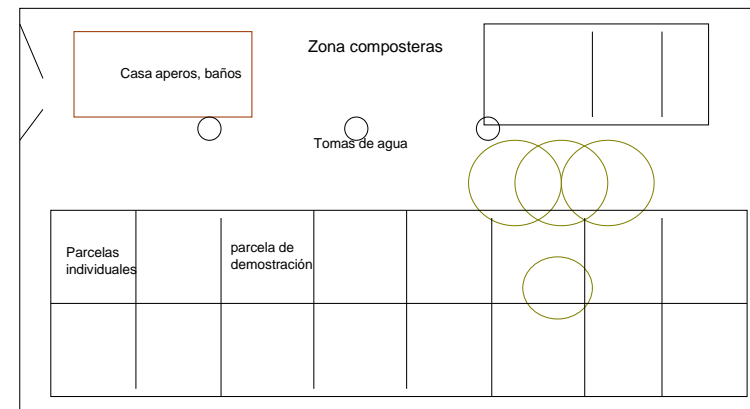 Zona composteras
Casa aperos, baños
Tomas de agua
Parcelas
individuales
parcela de
demostración